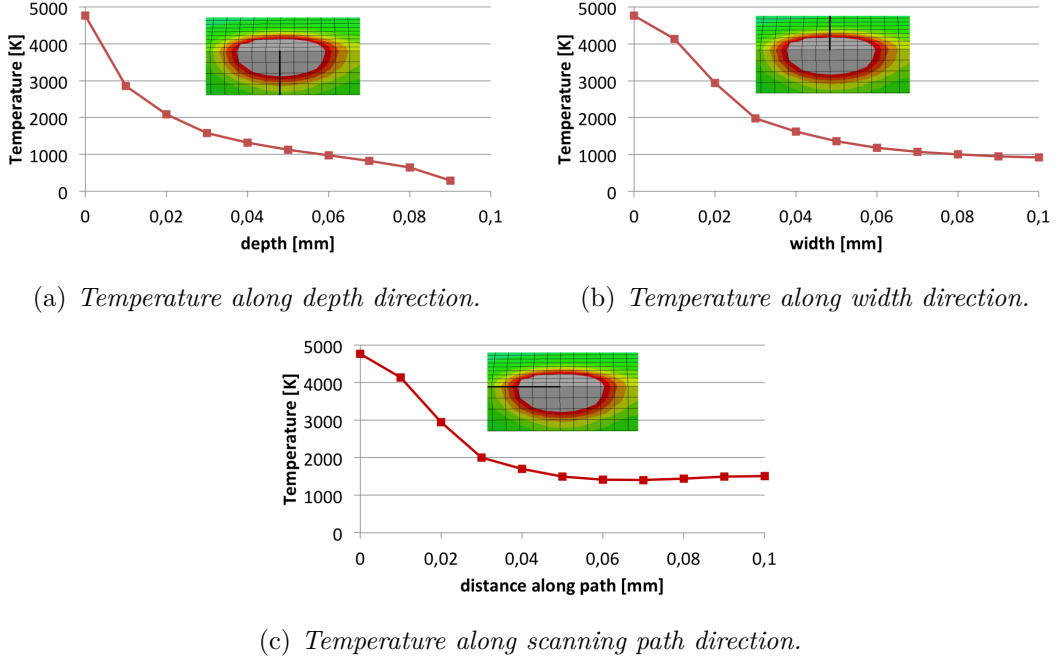 5000
4000
3000
2000
1000
0
Temperature [K]
0 0,02 0,04 0,06 0,08 0,1
depth [mm]
(a) Temperature along depth direction.
5000
4000
3000
2000
1000
0
Temperature [K]
0 0,02 0,04 0,06 0,08 0,1
width [mm]
(b) Temperature along width direction.
5000
4000
3000
2000
1000
0
Temperature [K]
0 0,02 0,04 0,06 0,08 0,1
distance along path [mm]
(c) Temperature along scanning path direction.